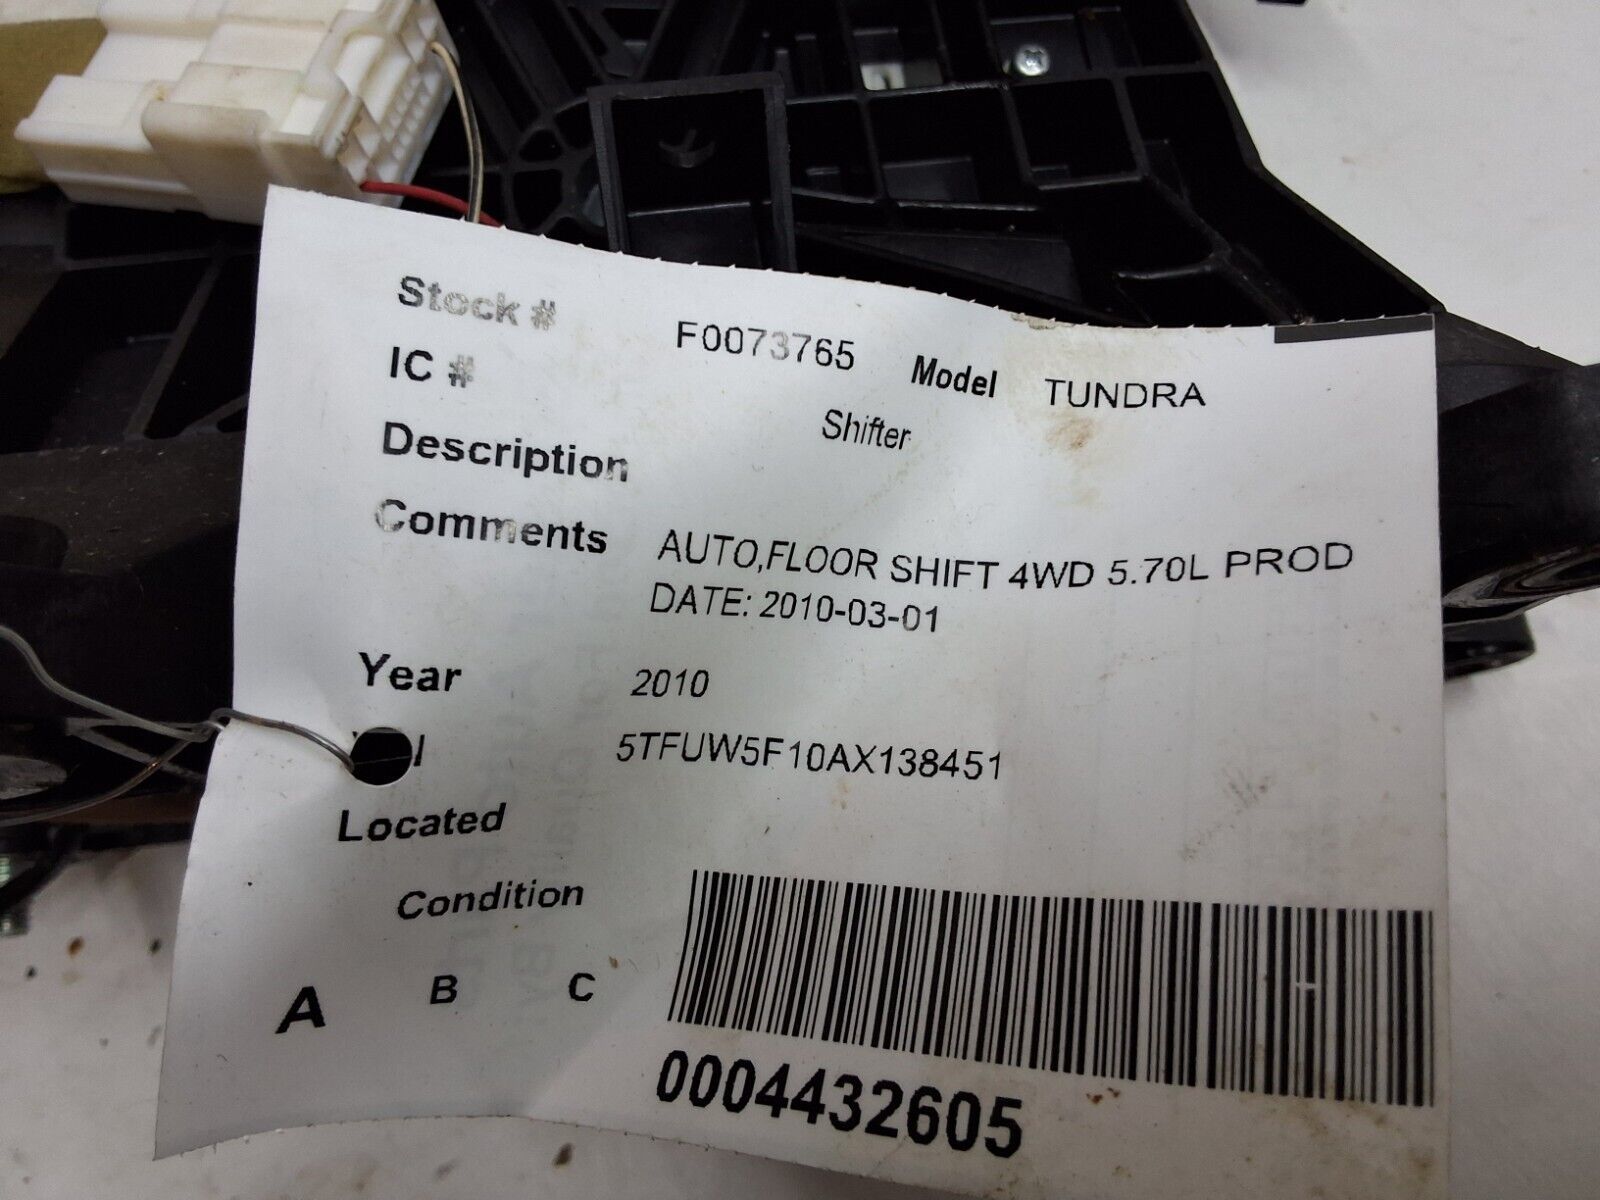 Stock # F0073765 Model TUNDRA
IC #
Description Shifter
Comments AUTO,FLOOR SHIFT 4WD 5.70L PROD
DATE: 2010-03-01
Year 2010
5TFUW5F10AX138451
Located
Condition
A B C
0004432605